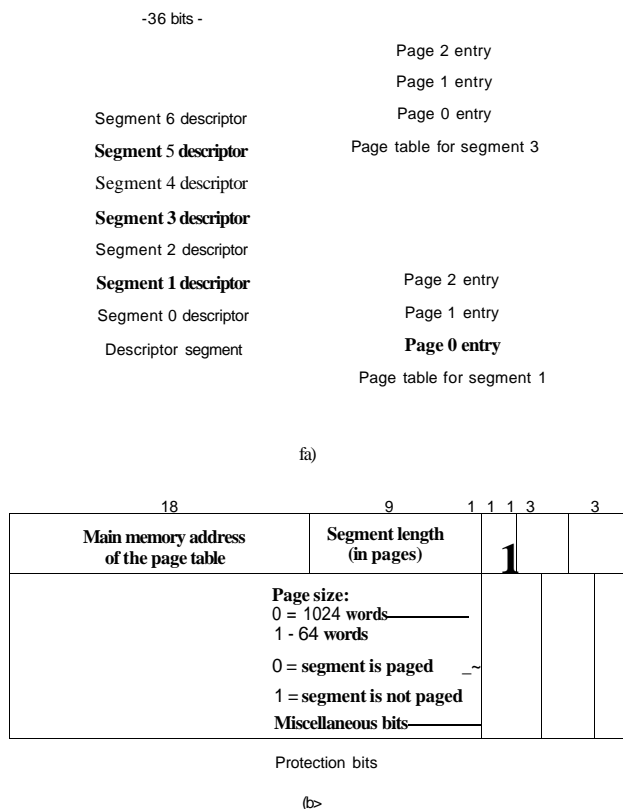 -36 bits -
Page 2 entry
Page 1 entry
Page 0 entry
Page table for segment 3
Segment 6 descriptor
Segment 5 descriptor
Segment 4 descriptor
Segment 3 descriptor
Segment 2 descriptor
Segment 1 descriptor
Segment 0 descriptor
Descriptor segment
Page 2 entry
Page 1 entry
Page 0 entry
Page table for segment 1
fa)
18 9 1 1 1 3 3
Main memory address
of the page table
Segment length
(in pages)
1
Page size:
0 = 1024 words
1 - 64 words
0 = segment is paged _~
1 = segment is not paged
Miscellaneous bits
Protection bits
(b>